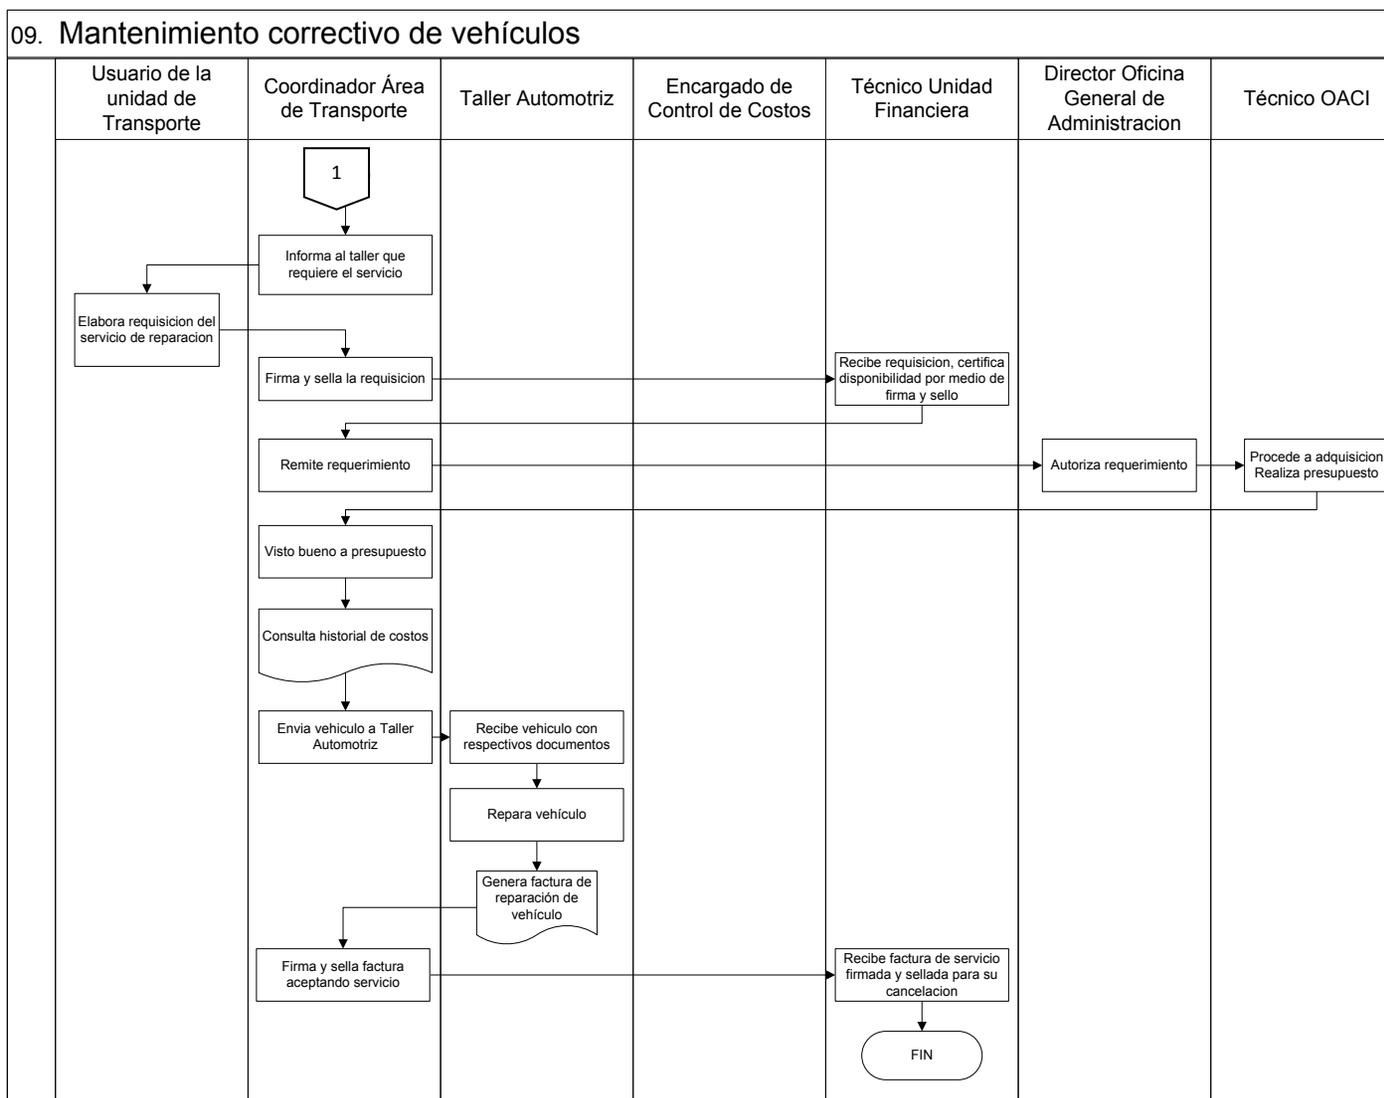 09. Mantenimiento correctivo de vehículos
Usuario de la
unidad de
Transporte
Coordinador Área
de Transporte
Taller Automotriz
Encargado de
Control de Costos
Técnico Unidad
Financiera
Director Oficina
General de
Administracion
Técnico OACI
1
Informa al taller que
requiere el servicio
Elabora requisicion del
servicio de reparacion
Firma y sella la requisicion
Recibe requisicion, certifica
disponibilidad por medio de
firma y sello
Remite requerimiento
Autoriza requerimiento
Procede a adquisicion
Realiza presupuesto
Visto bueno a presupuesto
Consulta historial de costos
Envia vehiculo a Taller
Automotriz
Recibe vehiculo con
respectivos documentos
Repara vehículo
Genera factura de
reparación de
vehículo
Firma y sella factura
aceptando servicio
Recibe factura de servicio
firmada y sellada para su
cancelacion
FIN